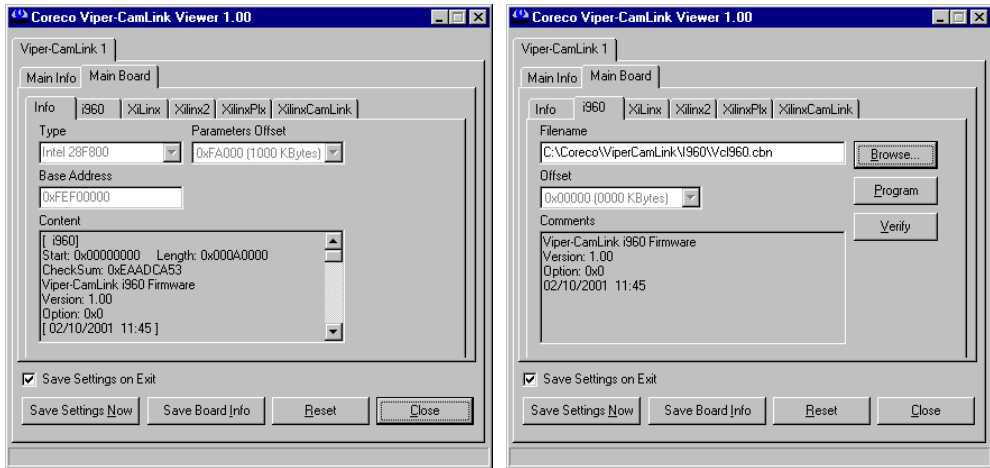 Coreco Viper-CamLink Viewer 1.00
Viper-CamLink 1
Main Info Main Board
Info i960 XiLinx Xilinx2 XilinxPlx XilinxCamLink
Type Parameters Offset
Intel 28F800 0xFA000 (1000 KBytes)
Base Address
0xFEF00000
Content
[ i960]
Start: 0x00000000 Length: 0x000A0000
CheckSum: 0xEAADCA53
Viper-CamLink i960 Firmware
Version: 1.00
Option: 0x0
[ 02/10/2001 11:45 ]
Save Settings on Exit
Save Settings Now Save Board Info Reset Close
Coreco Viper-CamLink Viewer 1.00
Viper-CamLink 1
Main Info Main Board
Info i960 XiLinx Xilinx2 XilinxPlx XilinxCamLink
Filename
C:\Coreco\ViperCamLink\I960\Vcl960.cbn Browse...
Offset
0x00000 (0000 KBytes) Program
Comments Verify
Viper-CamLink i960 Firmware
Version: 1.00
Option: 0x0
02/10/2001 11:45
Save Settings on Exit
Save Settings Now Save Board Info Reset Close